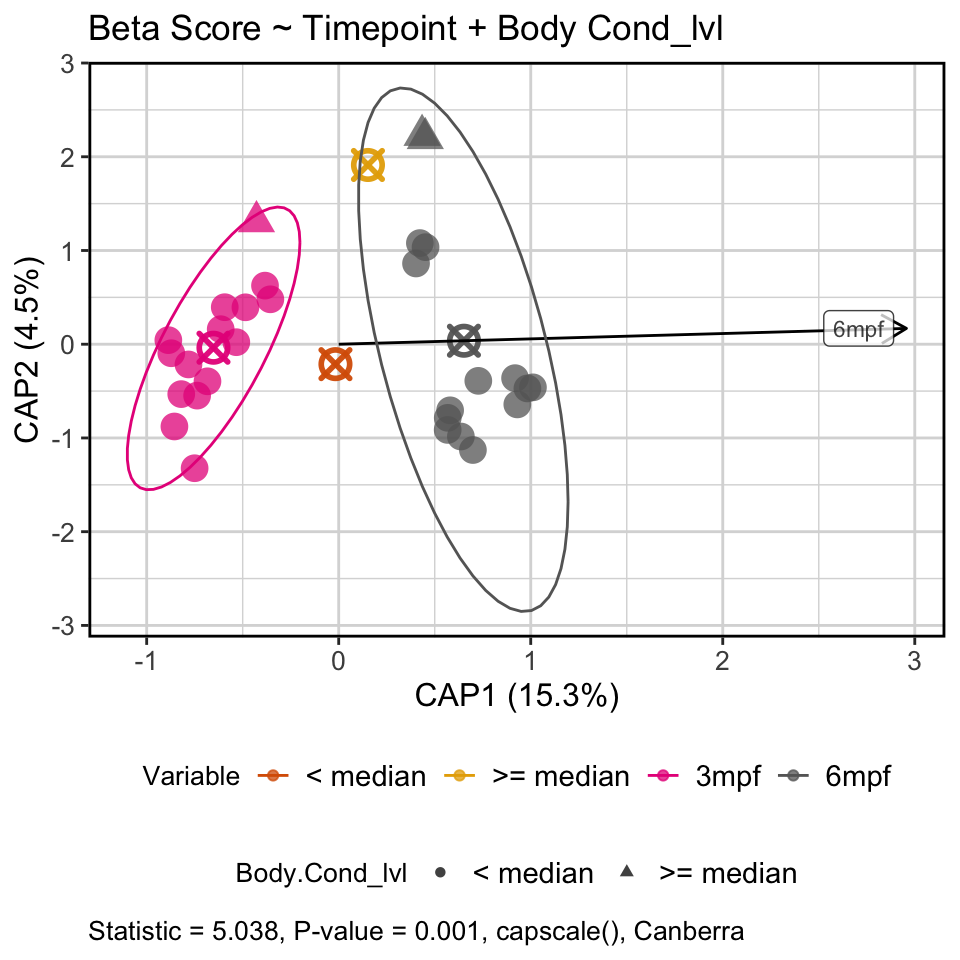 Beta Score ~ Timepoint + Body Cond_lvl
3
2
1
0
-1
-2
-3
CAP2 (4.5%)
6mpf
-1 0 1 2 3
CAP1 (15.3%)
Variable < median >= median 3mpf 6mpf
Body.Cond_lvl < median >= median
Statistic = 5.038, P-value = 0.001, capscale(), Canberra